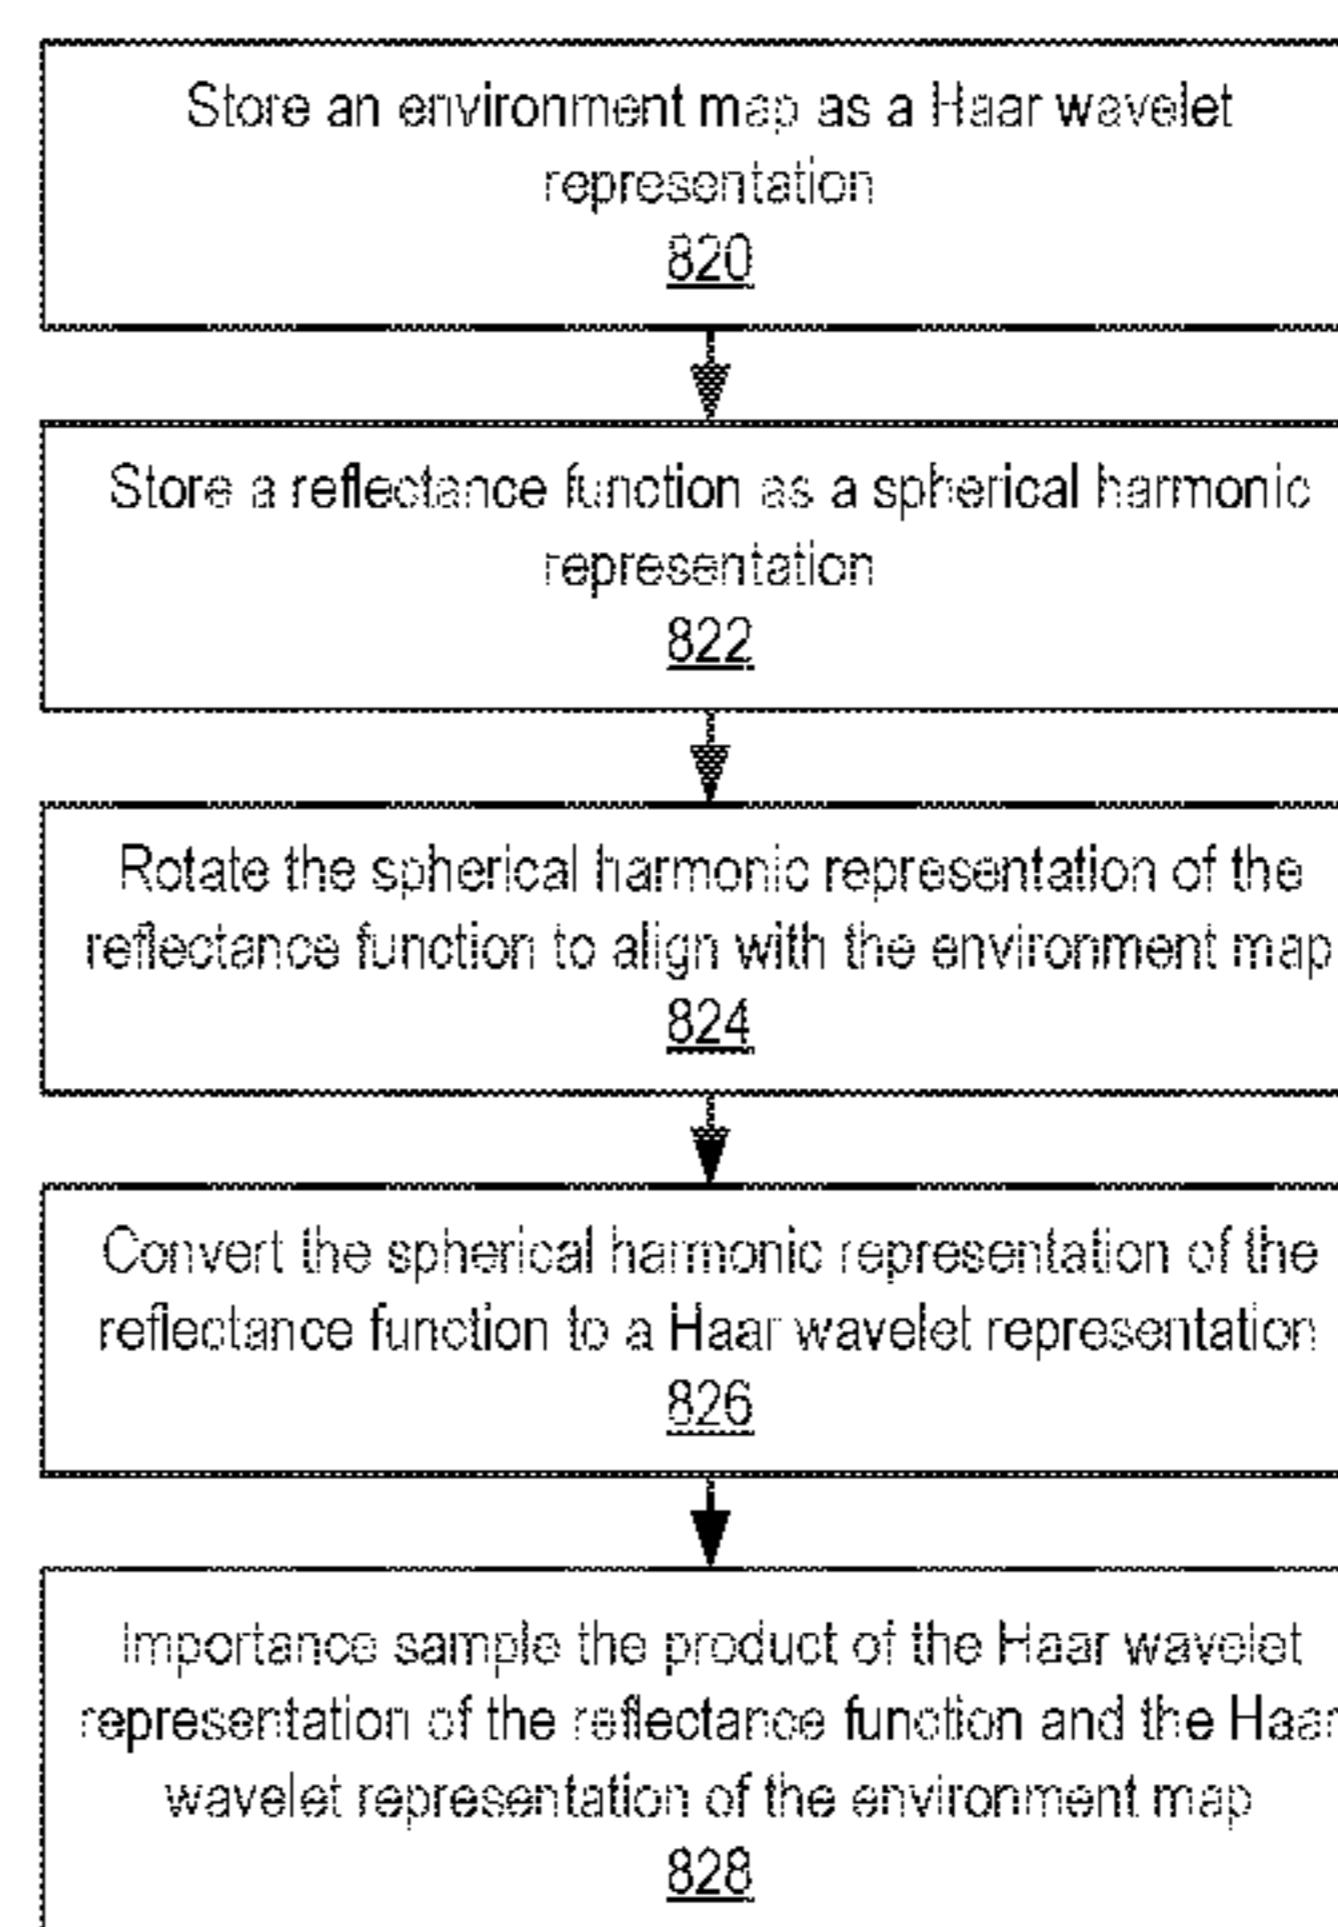 Store an environment map as a Haar wavelet
representation
820
Store a reflectance function as a spherical harmonic
representation
822
Rotate the spherical harmonic representation of the
reflectance function to align with the environment map
824
Convert the spherical harmonic representation of the
reflectance function to a Haar wavelet representation
826
Importance sample the product of the Haar wavelet
representation of the reflectance function and the Haar
wavelet representation of the environment map
828